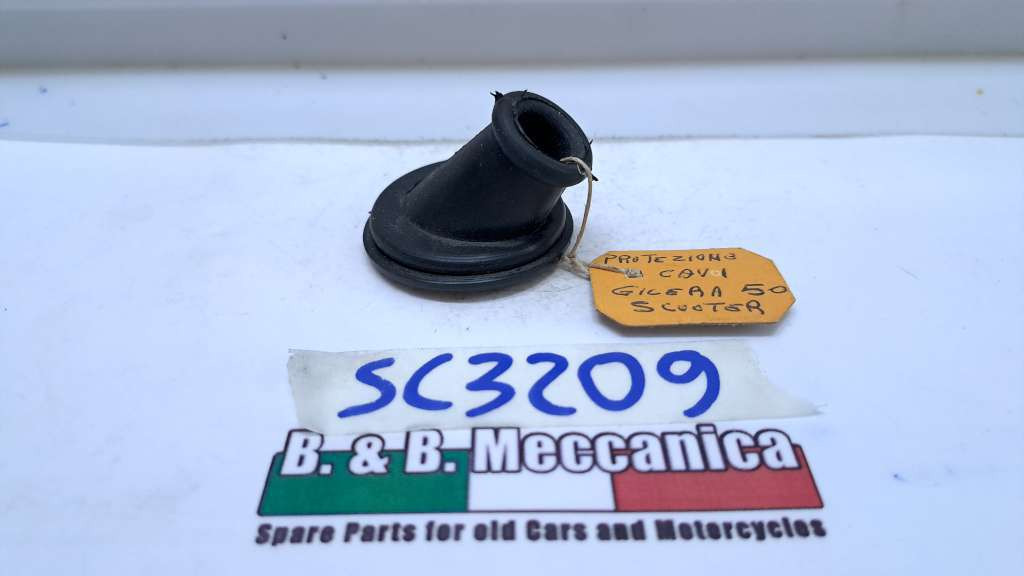 PROTEZIONE
CAVI
GILERA 50
SCOOTER
SC3209
B. & B. Meccanica
Spare Parts for old Cars and Motorcycles